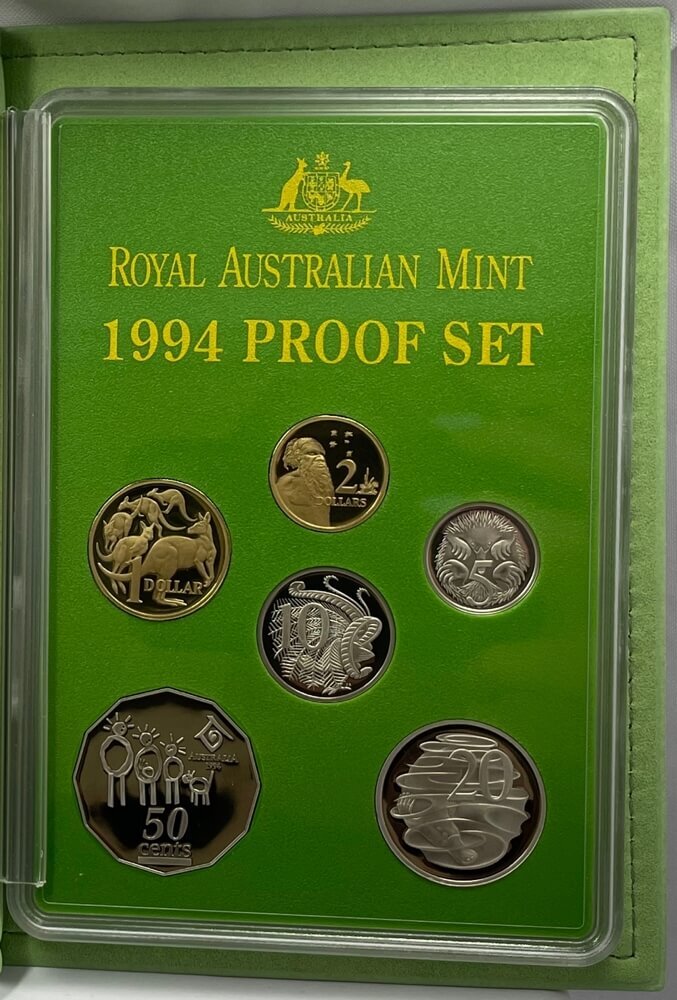 AUSTRALIA
ROYAL AUSTRALIAN MINT
1994 PROOF SET
2
DOLLARS
1
DOLLAR
5
10
AUSTRALIA
1994
50
cents
20